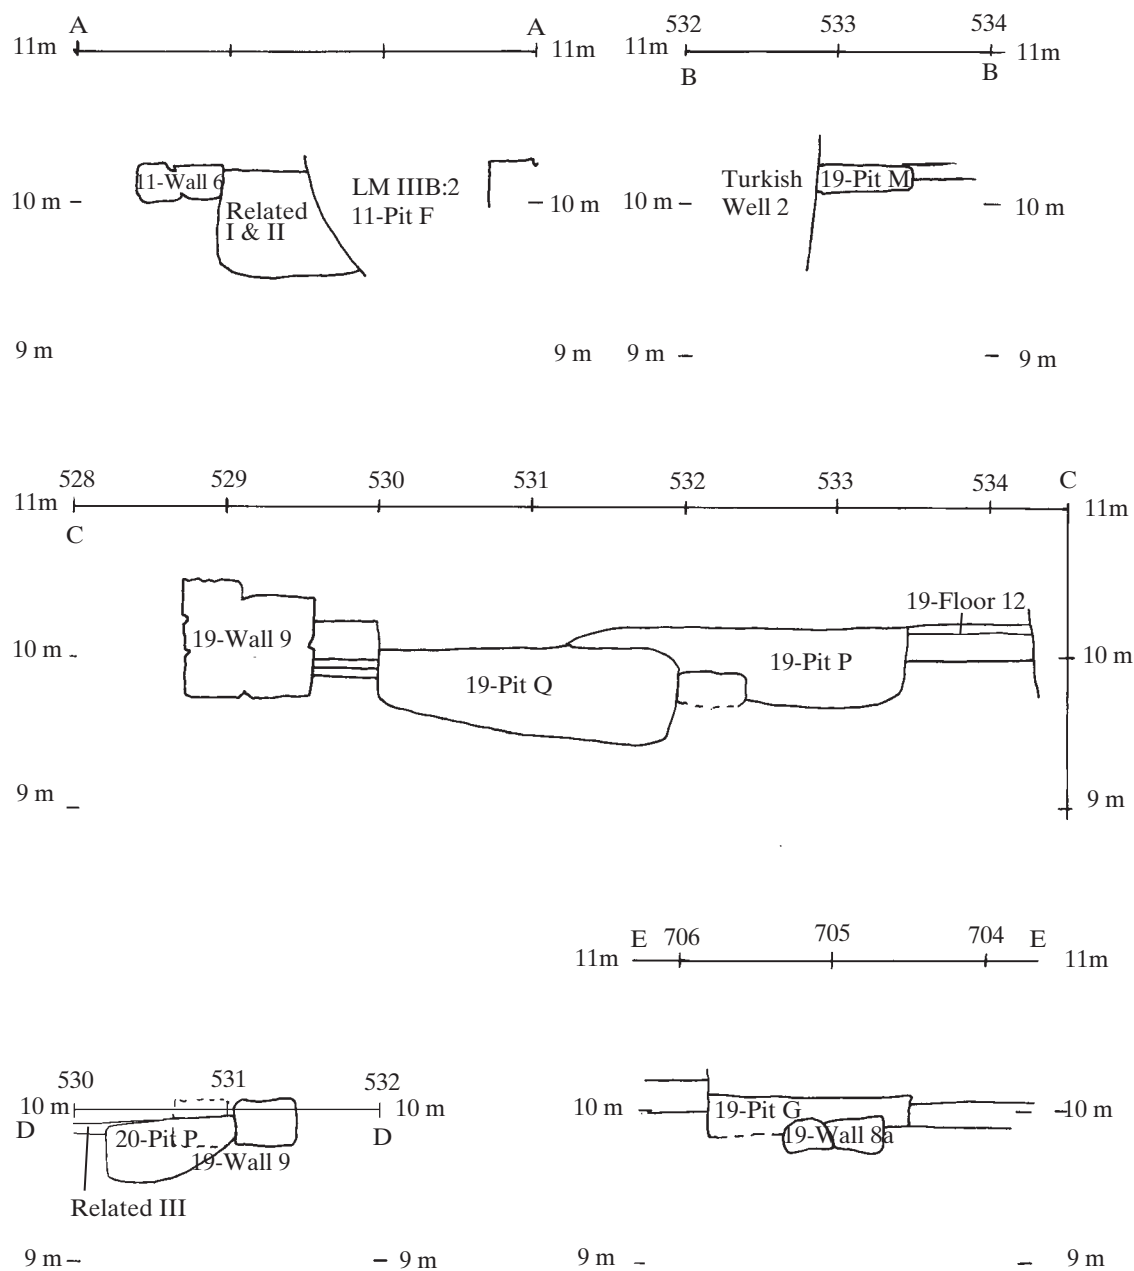 A A 532 533 534
11m 11m 11m 11m
B B
11-Wall 6
Related
I & II
LM IIIB:2
11-Pit F
Turkish
Well 2
19-Pit M
10 m 10 m 10 m 10 m
9 m 9 m 9 m 9 m
528 529 530 531 532 533 534 C
11m 11m
C
19-Wall 9
19-Floor 12
10 m 10 m
19-Pit Q
19-Pit P
9 m 9 m
E 706 705 704 E
11m 11m
530 531 532
10 m 10 m
D D
20-Pit P
19-Wall 9
Related III
9 m 9 m
10 m 10 m
19-Pit G
19-Wall 8a
9 m 9 m